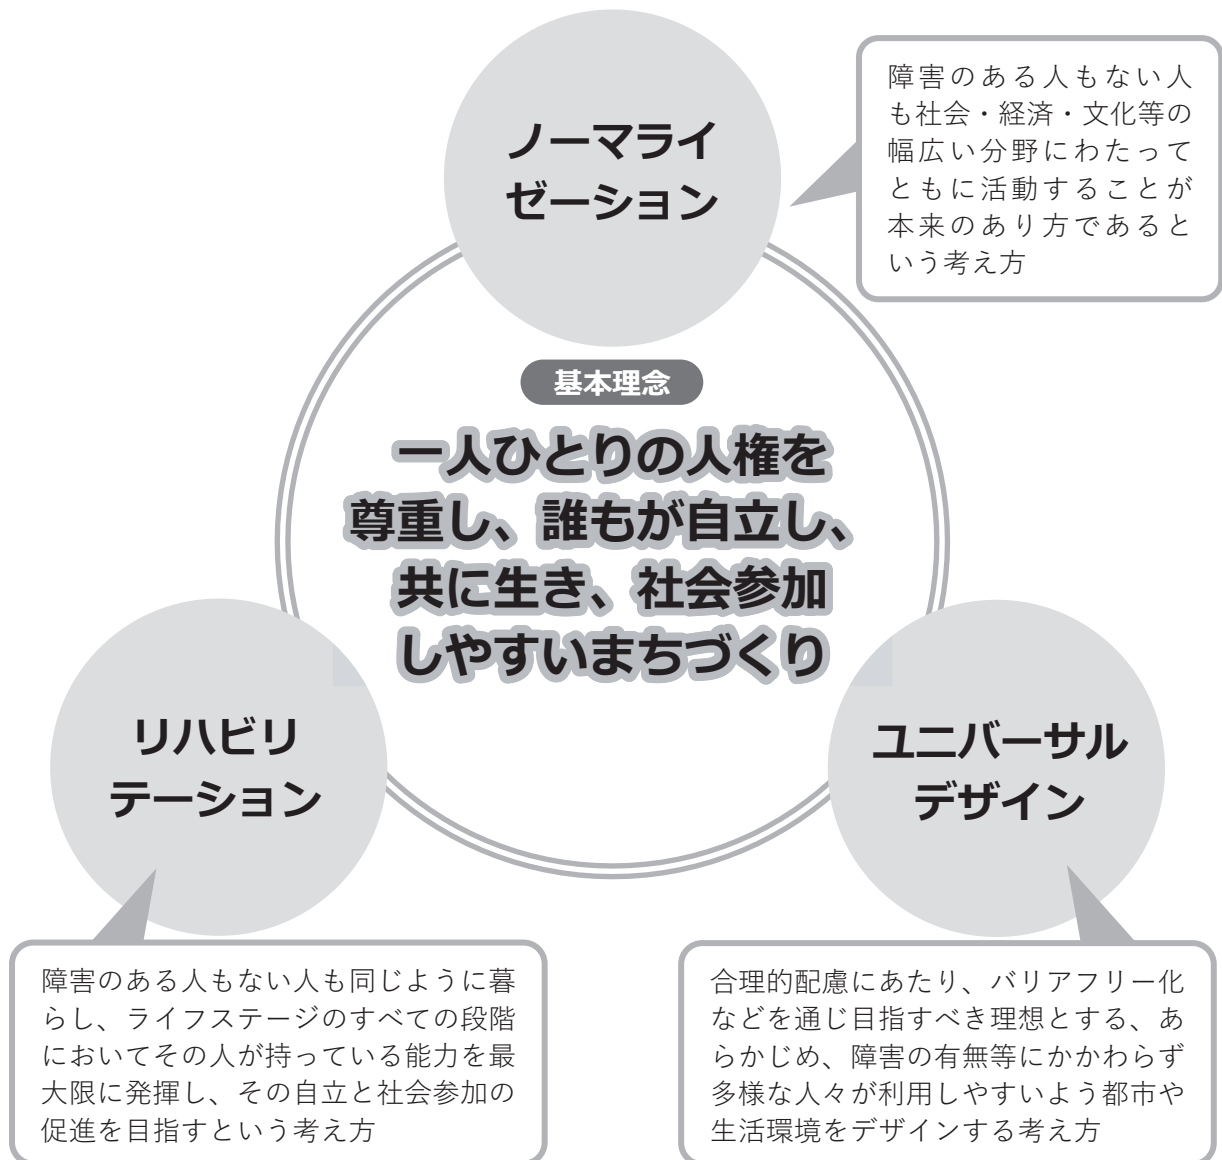 ノーマライ
ゼーション
障害のある人もない人
も社会・経済・文化等の
幅広い分野にわたって
ともに活動することが
本来のあり方であると
いう考え方
基本理念
一人ひとりの人権を
尊重し、誰もが自立し、
共に生き、社会参加
しやすいまちづくり
リハビリ
テーション
ユニバーサル
デザイン
障害のある人もない人も同じように暮
らし、ライフステージのすべての段階
においてその人が持っている能力を最
大限に発揮し、その自立と社会参加の
促進を目指すという考え方
合理的配慮にあたり、バリアフリー化
などを通じ目指すべき理想とする、あ
らかじめ、障害の有無等にかかわらず
多様な人々が利用しやすいよう都市や
生活環境をデザインする考え方